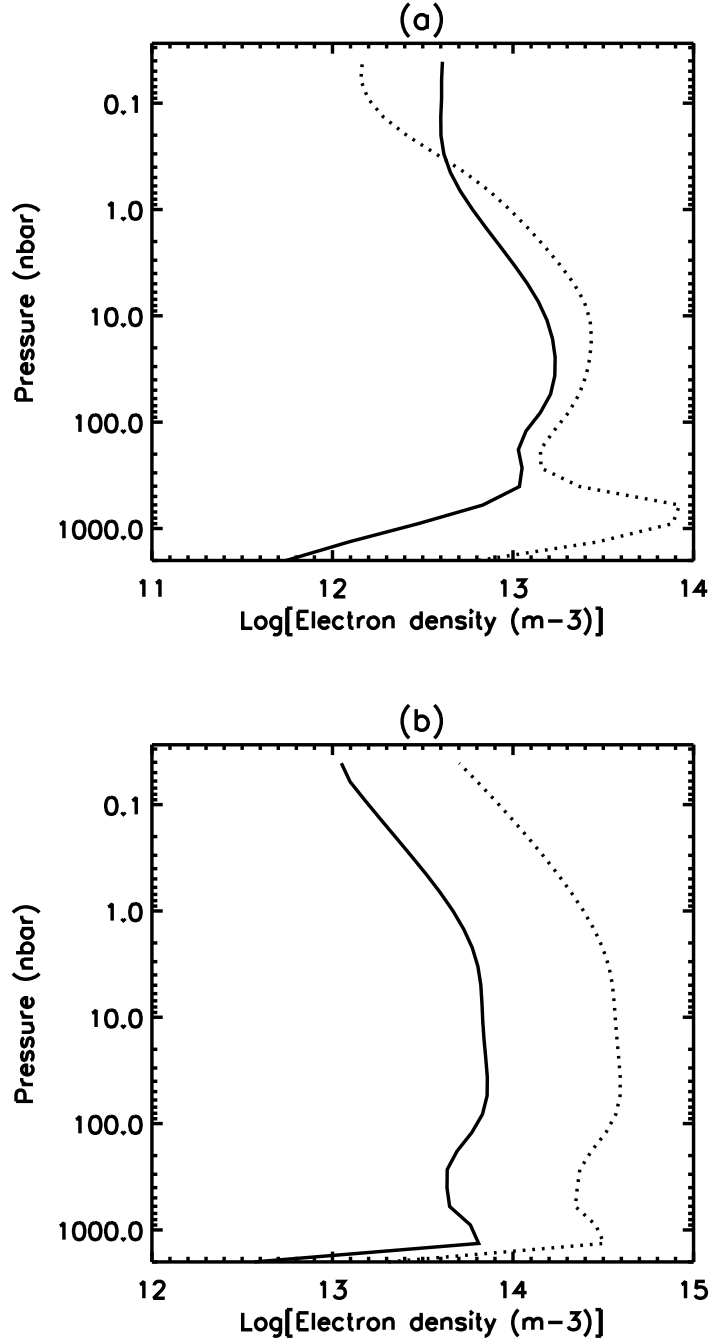 (a)
0.1
1.0
10.0
100.0
1000.0
Pressure (nbar)
11 12 13 14
Log[Electron density (m-3)]
(b)
0.1
1.0
10.0
100.0
1000.0
Pressure (nbar)
12 13 14 15
Log[Electron density (m-3)]